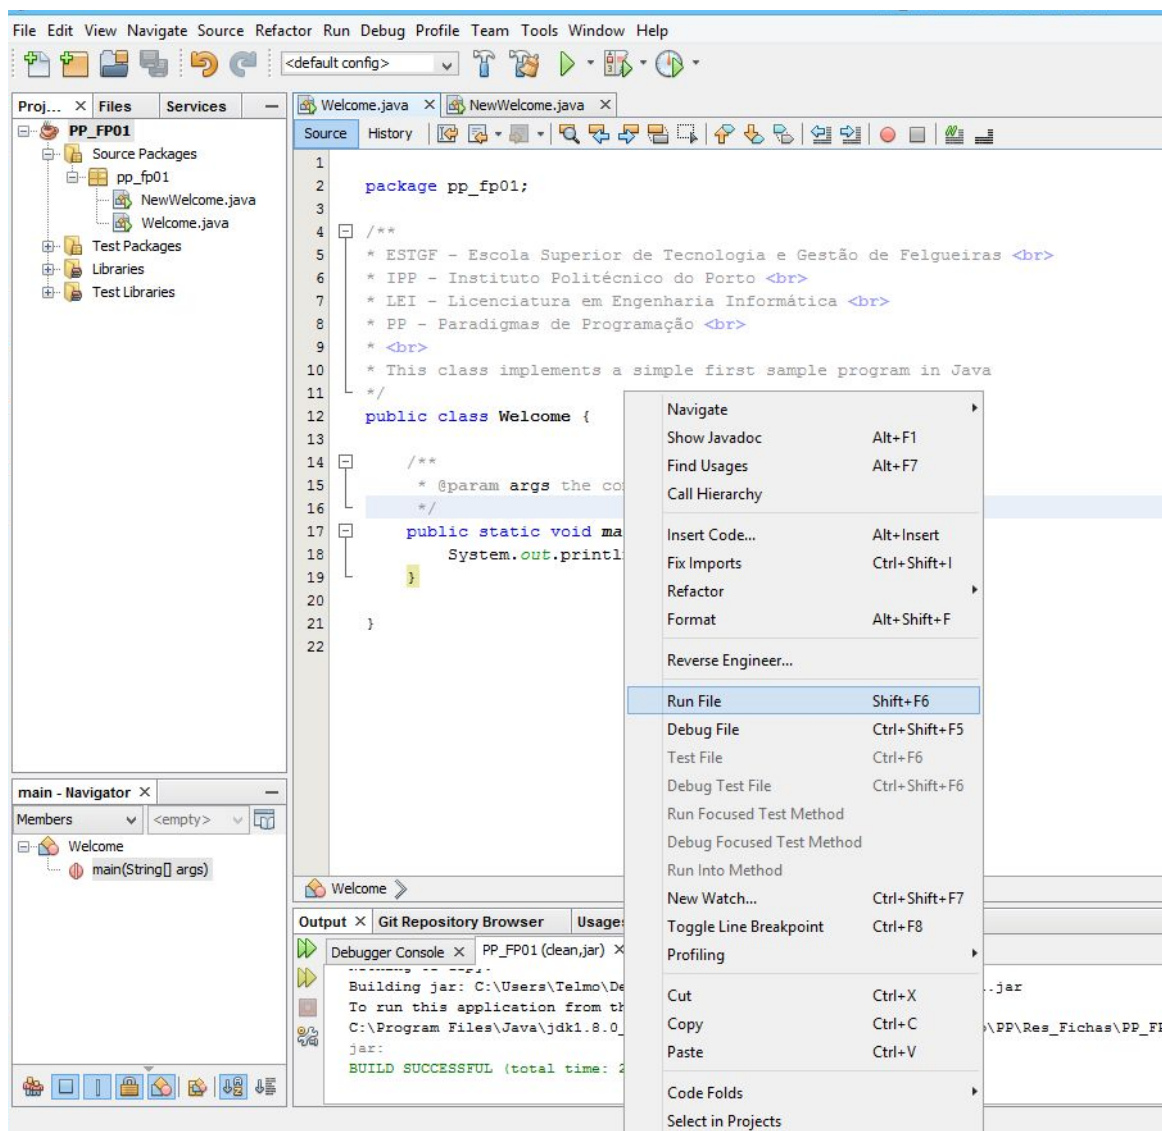 File Edit View Navigate Source Refactor Run Debug Profile Team Tools Window Help
<default config>
Proj... Files Services
PP_FP01
Source Packages
pp_fp01
NewWelcome.java
Welcome.java
Test Packages
Libraries
Test Libraries
Welcome.java NewWelcome.java
Source History
1
2 package pp_fp01;
3
4 /**
5 * ESTGF - Escola Superior de Tecnologia e Gestão de Felgueiras <br>
6 * IPP - Instituto Politécnico do Porto <br>
7 * LEI - Licenciatura em Engenharia Informática <br>
8 * PP - Paradigmas de Programação <br>
9 * <br>
10 * This class implements a simple first sample program in Java
11 */
12 public class Welcome {
13
14 /**
15 * @param args the
16 */
17 public static void
18 System.out.
19 }
20
21 }
22
Navigate
Show Javadoc Alt+F1
Find Usages Alt+F7
Call Hierarchy
Insert Code... Alt+Insert
Fix Imports Ctrl+Shift+I
Refactor
Format Alt+Shift+F
Reverse Engineer...
Run File Shift+F6
Debug File Ctrl+Shift+F5
Test File Ctrl+F6
Debug Test File Ctrl+Shift+F6
Run Focused Test Method
Debug Focused Test Method
Run Into Method
New Watch... Ctrl+Shift+F7
Toggle Line Breakpoint Ctrl+F8
Profiling
Cut Ctrl+X
Copy Ctrl+C
Paste Ctrl+V
Code Folds
Select in Projects
main - Navigator
Members <empty>
Welcome
main(String[] args)
Welcome
Output Git Repository Browser Usages
Debugger Console PP_FP01 (clean,jar)
Building jar: C:\Users\Telmo\De .jar
To run this application from th
C:\Program Files\Java\jdk1.8.0_ \PP\Res_Fichas\PP_FP
jar:
BUILD SUCCESSFUL (total time: 2